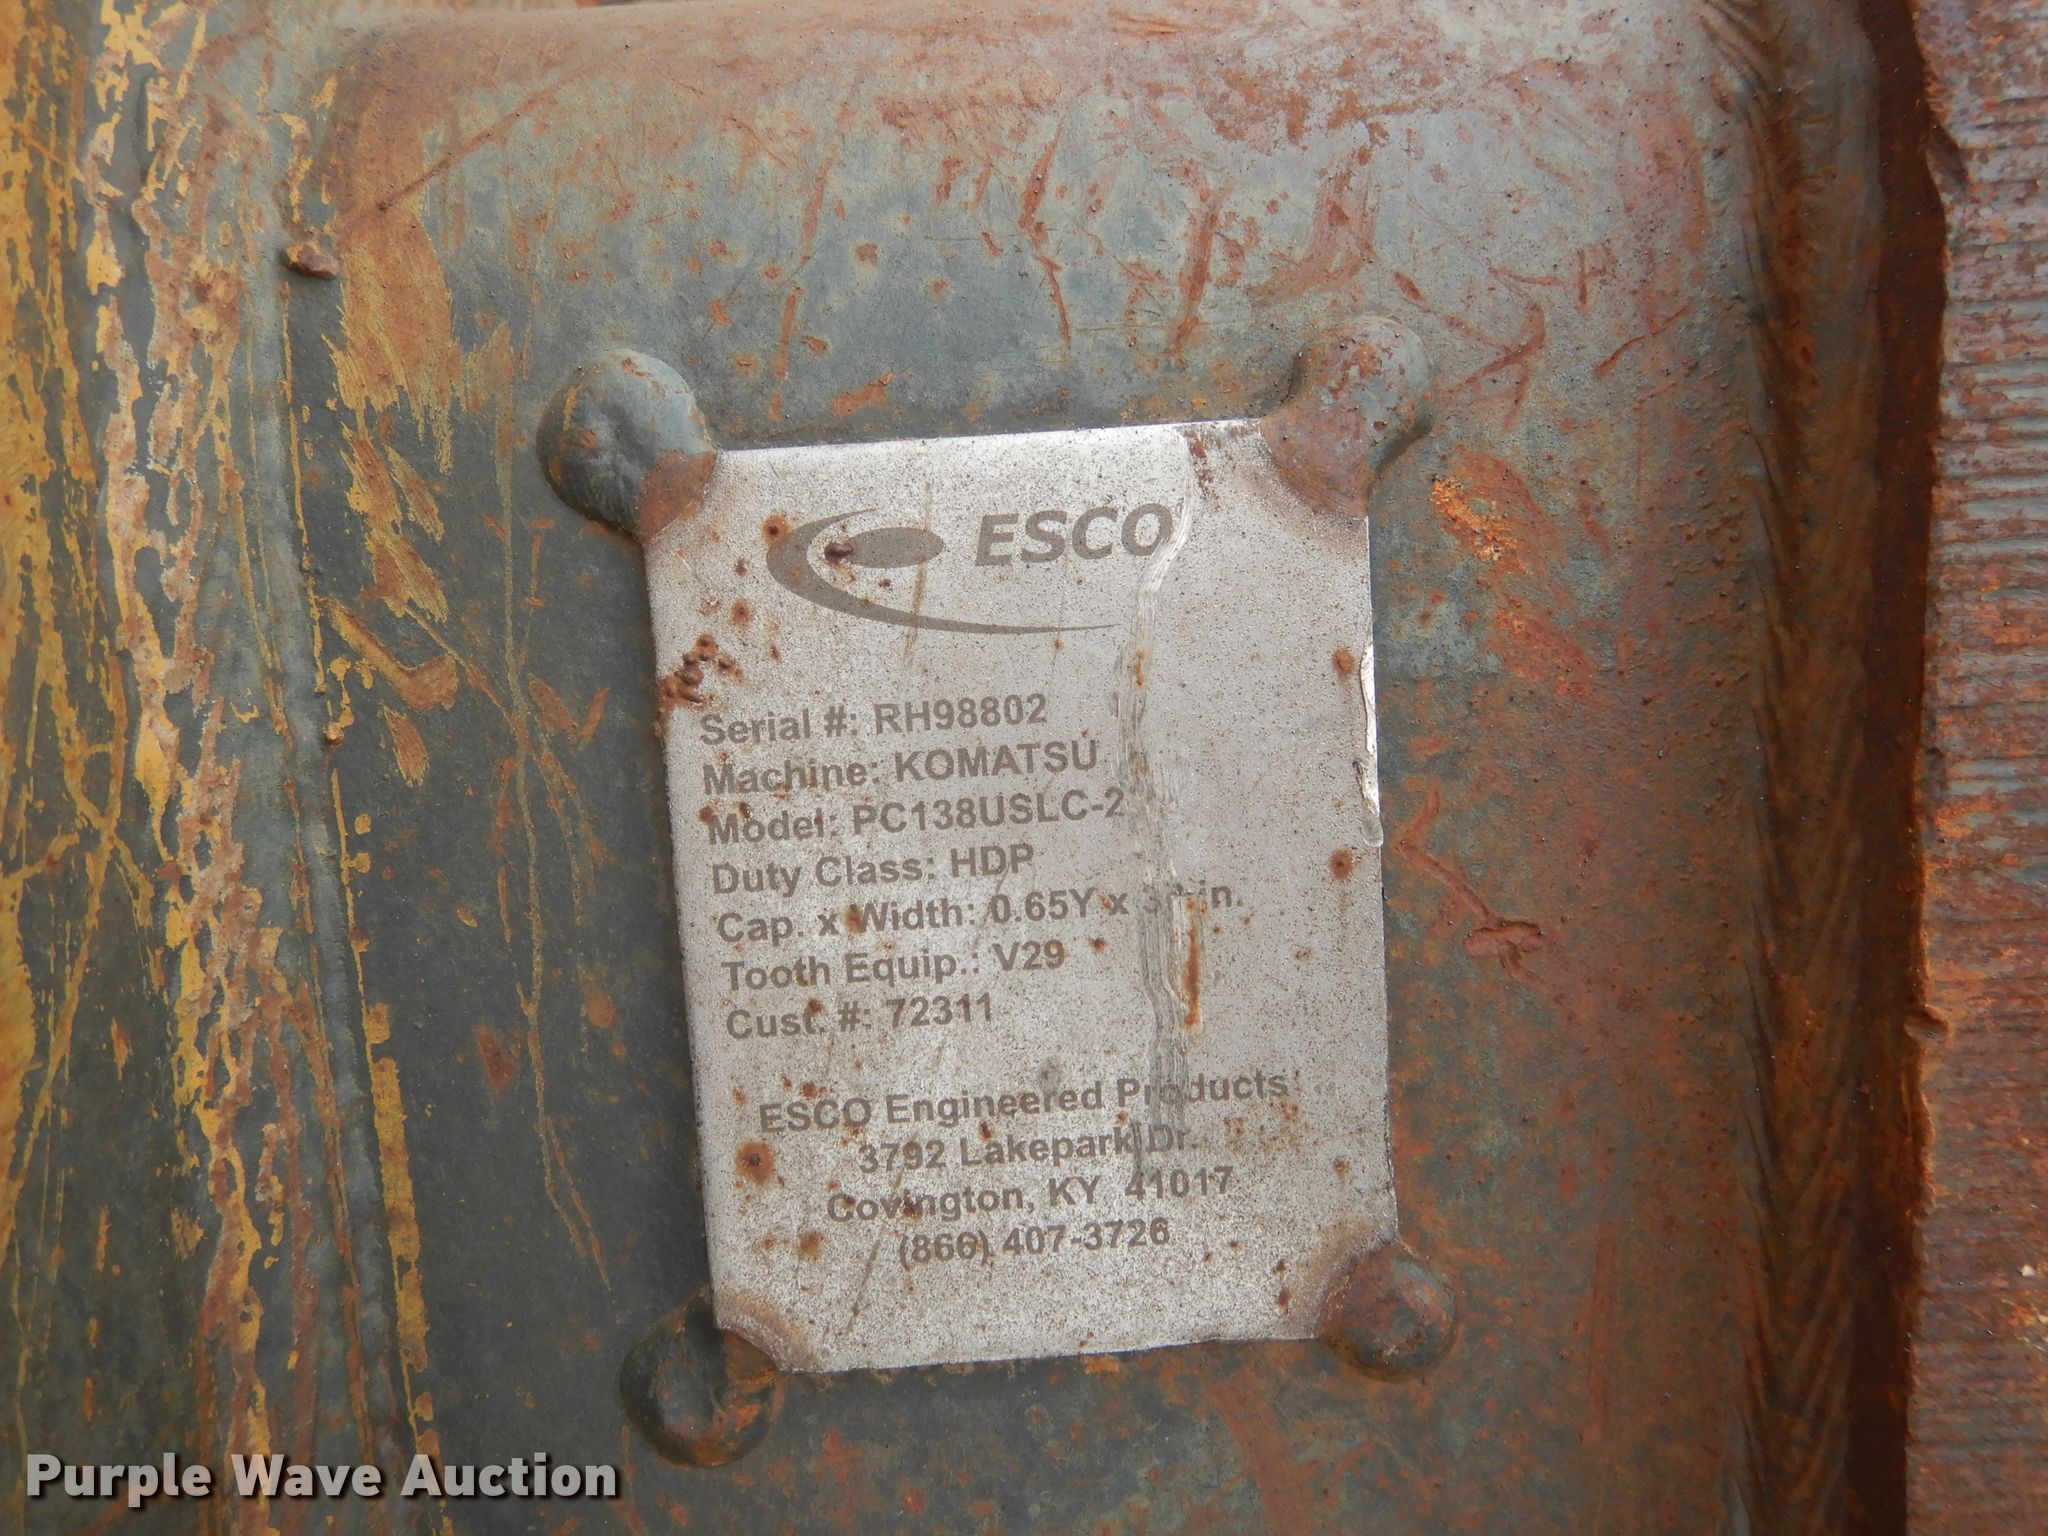 ESCO
Serial #: RH98802
Machine: KOMATSU
Model: PC138USLC-2
Duty Class: HDP
Cap. x Width: 0.65Y x in.
Tooth Equip.: V29
Cust. #: 72311
ESCO Engineered Products
3792 Lakepark Dr.
Covington, KY 41017
(866) 407-3726
Purple Wave Auction